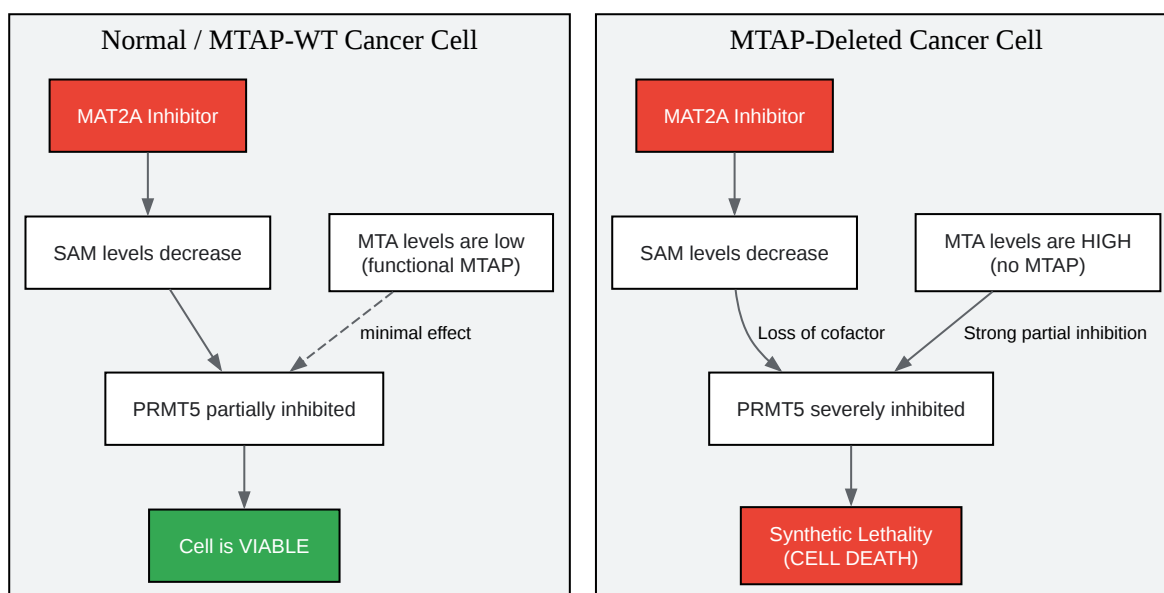 Normal / MTAP-WT Cancer Cell
MAT2A Inhibitor
SAM levels decrease
MTA levels are low
(functional MTAP)
minimal effect
PRMT5 partially inhibited
Cell is VIABLE
MTAP-Deleted Cancer Cell
MAT2A Inhibitor
SAM levels decrease
MTA levels are HIGH
(no MTAP)
Loss of cofactor
Strong partial inhibition
PRMT5 severely inhibited
Synthetic Lethality
(CELL DEATH)